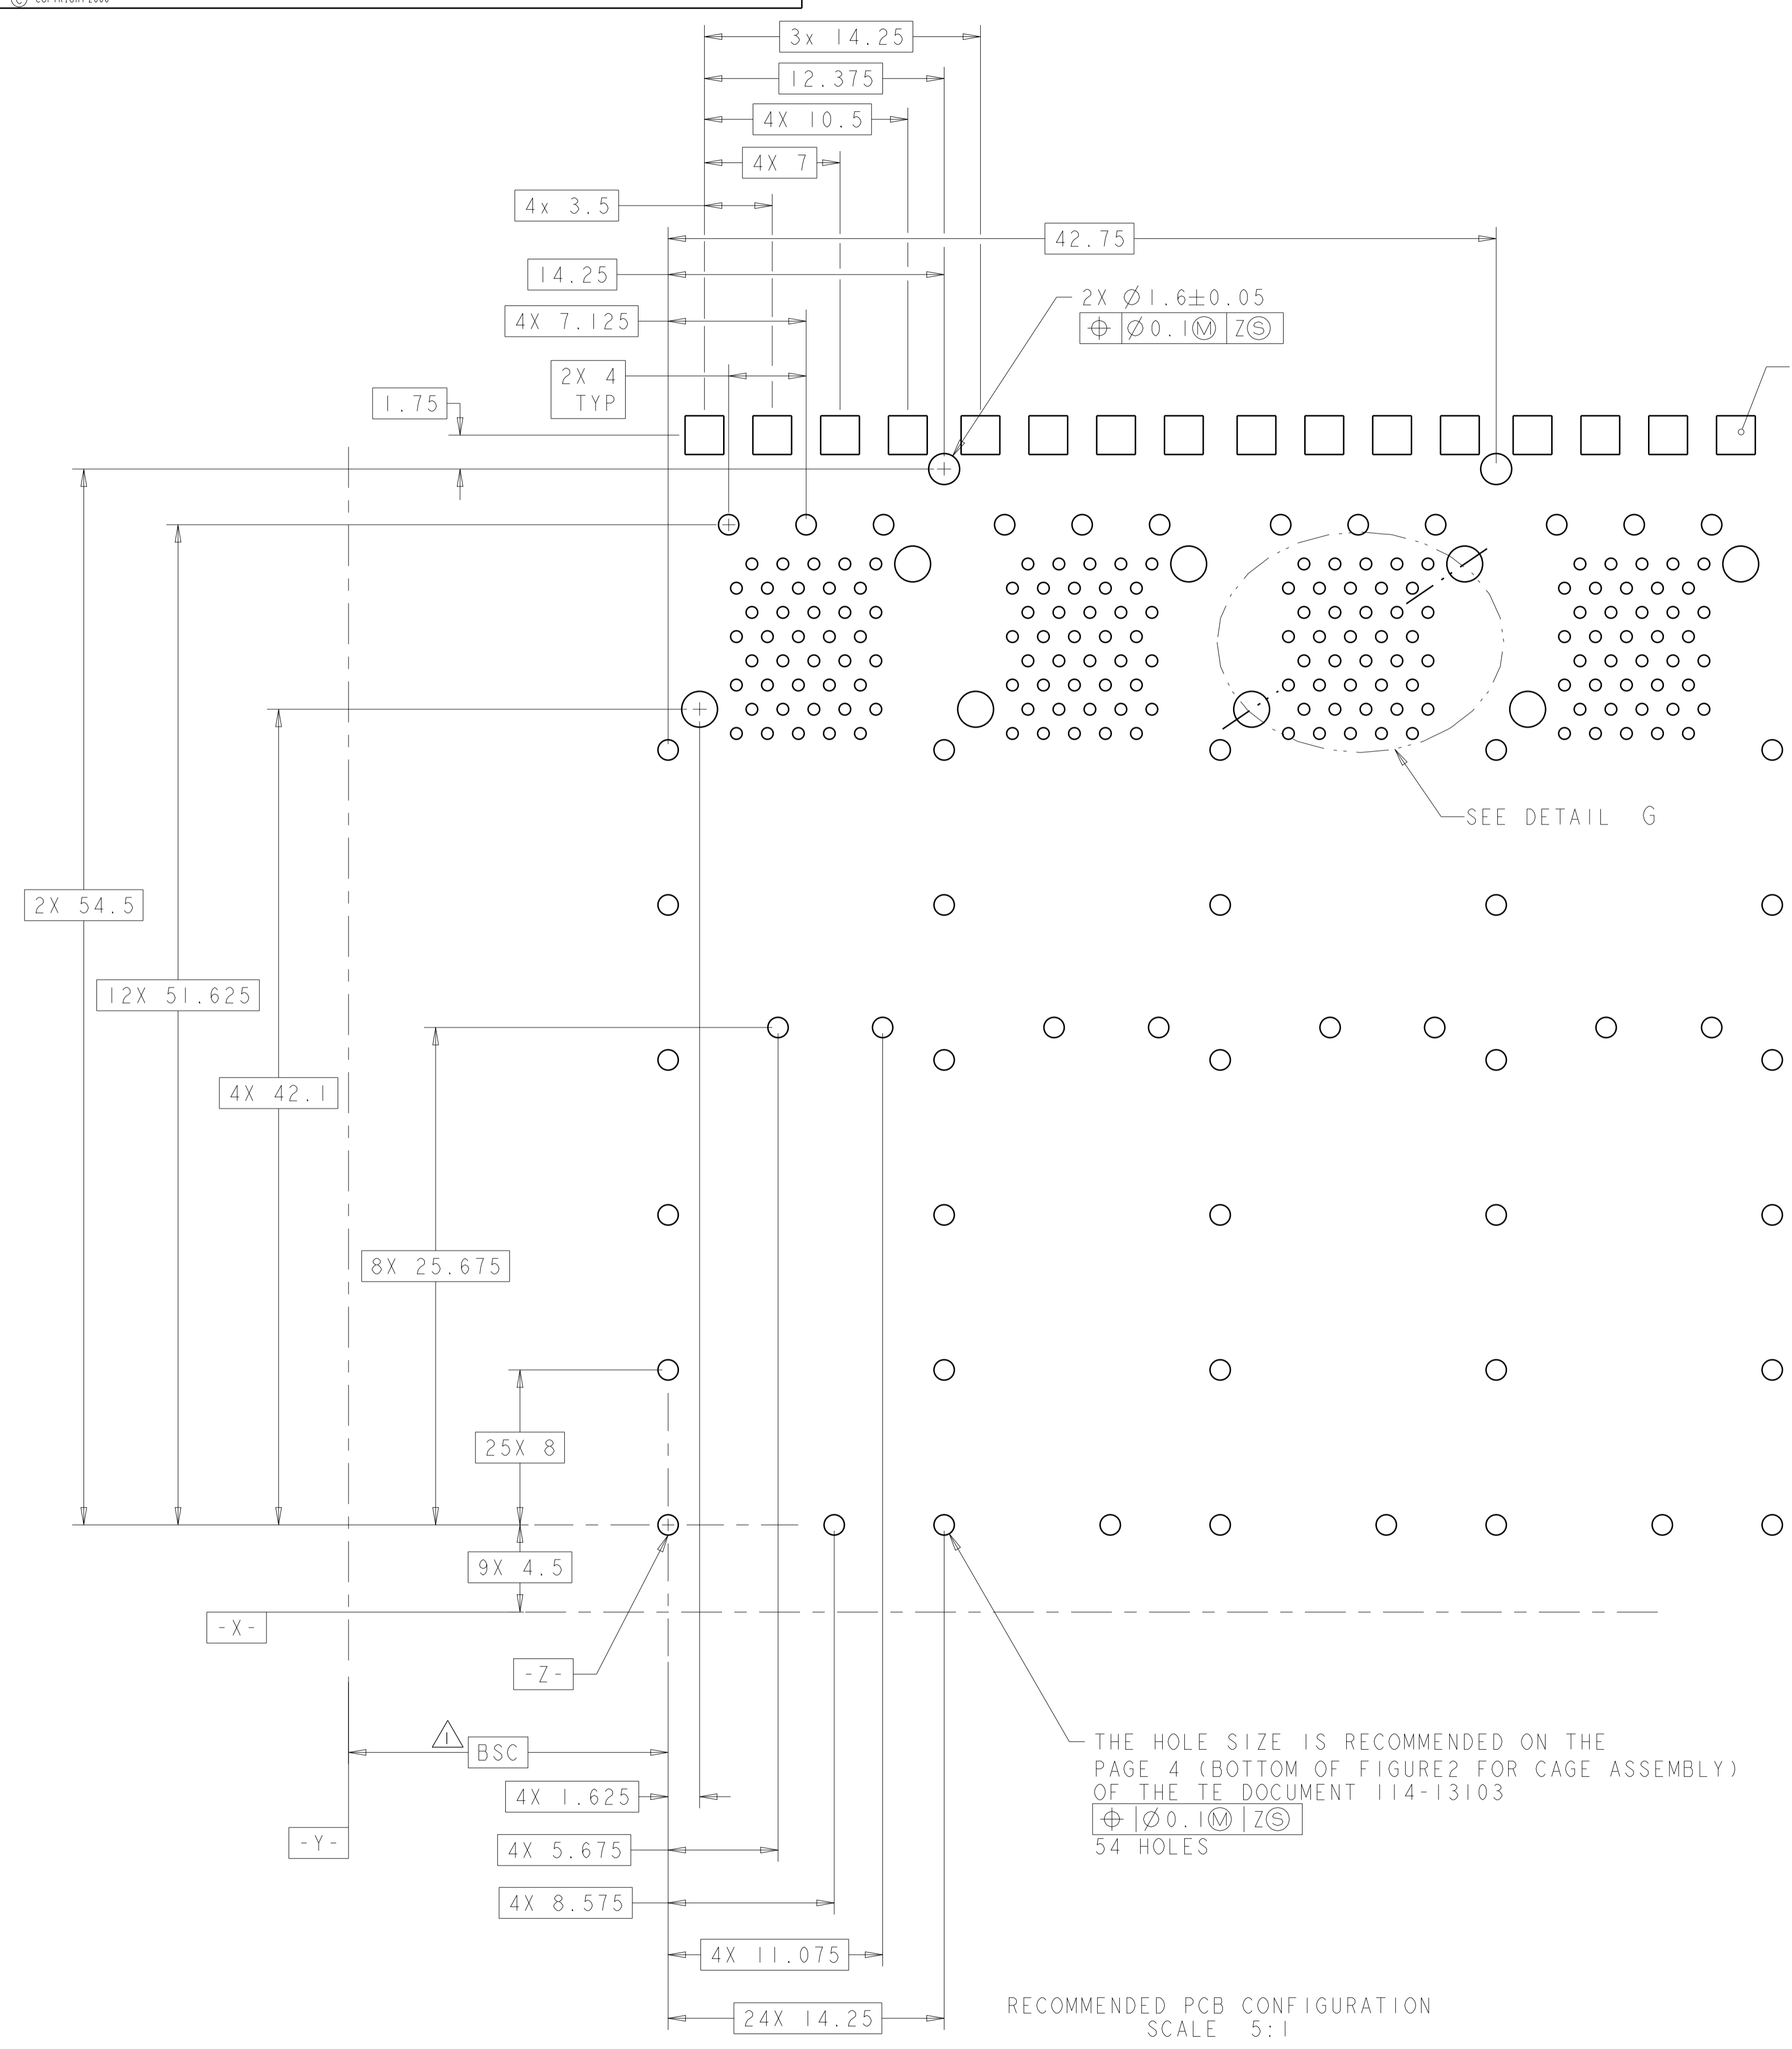 3x 14.25
12.375
4X 10.5
4X 7
4x 3.5
42.75
14.25
2X Ø1.6±0.05
⌖ Ø0.1Ⓜ ZⓈ
4X 7.125
2X 4
TYP
1.75
SEE DETAIL G
2X 54.5
12X 51.625
4X 42.1
8X 25.675
25X 8
9X 4.5
-X-
-Z-
1
BSC
THE HOLE SIZE IS RECOMMENDED ON THE
PAGE 4 (BOTTOM OF FIGURE2 FOR CAGE ASSEMBLY)
OF THE TE DOCUMENT 114-13103
⌖ Ø0.1Ⓜ ZⓈ
54 HOLES
4X 1.625
-Y-
4X 5.675
4X 8.575
4X 11.075
24X 14.25
RECOMMENDED PCB CONFIGURATION
SCALE 5:1